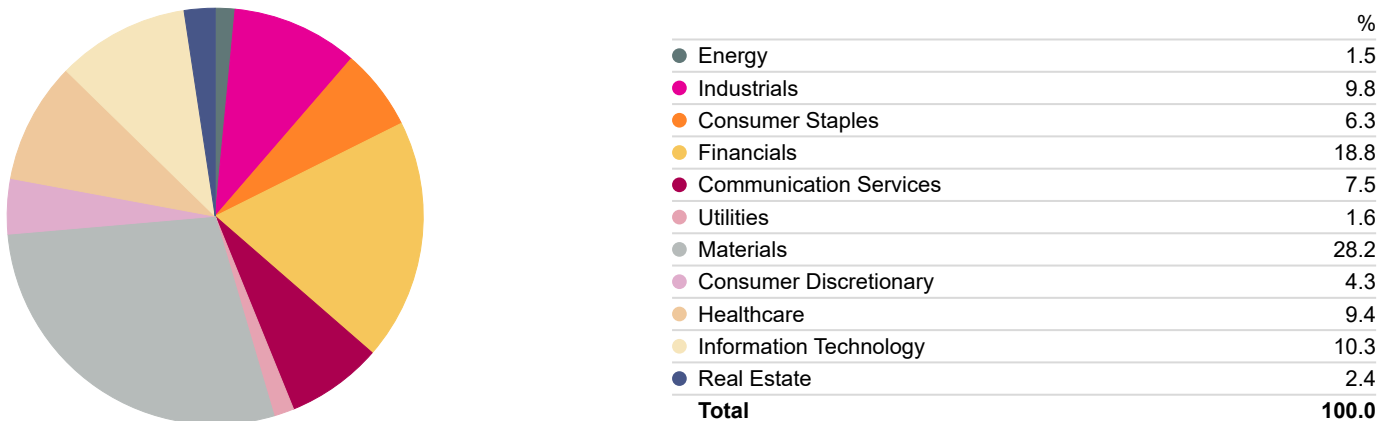 %
Energy 1.5
Industrials 9.8
Consumer Staples 6.3
Financials 18.8
Communication Services 7.5
Utilities 1.6
Materials 28.2
Consumer Discretionary 4.3
Healthcare 9.4
Information Technology 10.3
Real Estate 2.4
Total 100.0